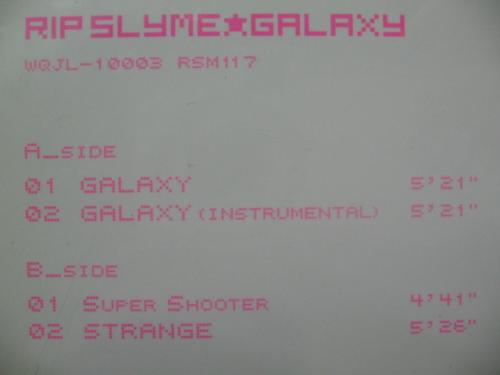 RIP SLYME★GALAXY
WQJL-10003 RSM117
A_SIDE
01 GALAXY 5'21"
02 GALAXY (INSTRUMENTAL) 5'21"
B_SIDE
01 SUPER SHOOTER 4'41"
02 STRANGE 5'26"